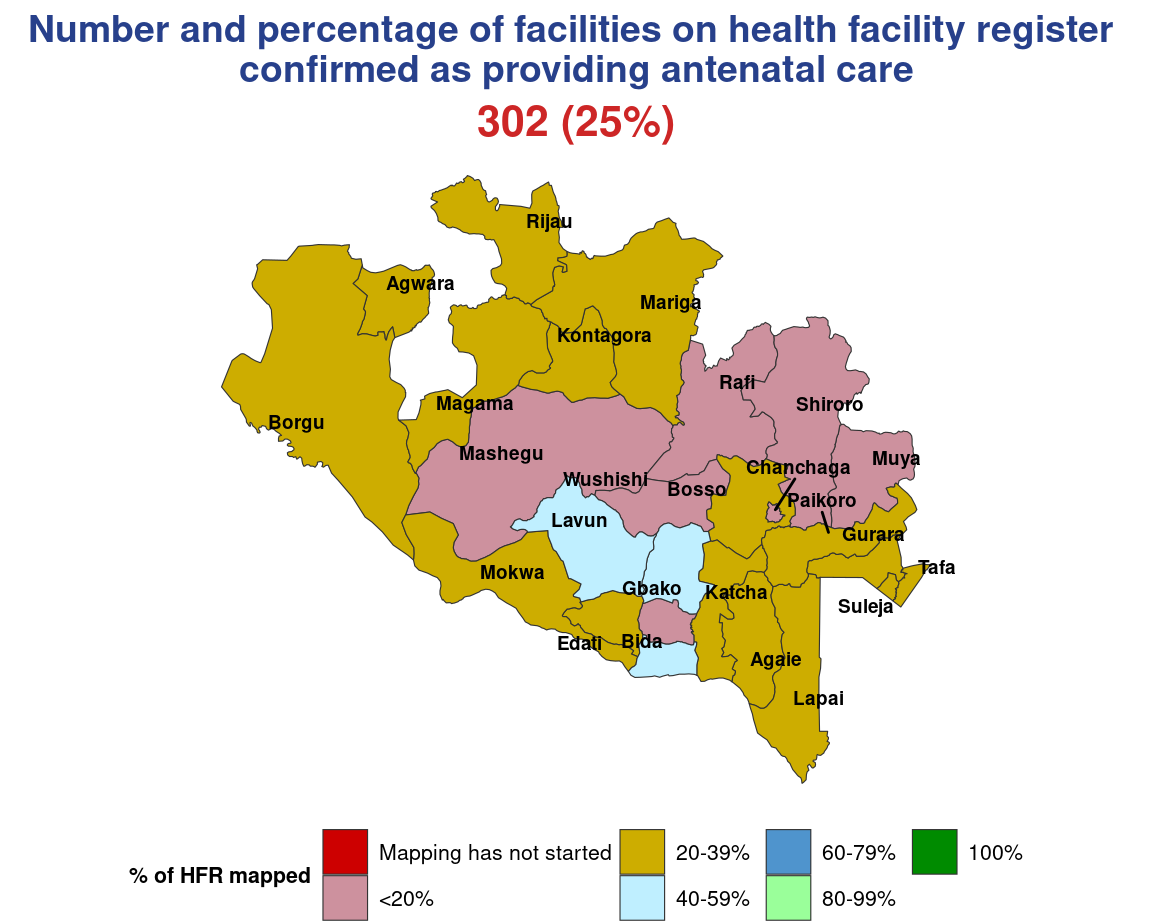 Number and percentage of facilities on health facility register
confirmed as providing antenatal care
302 (25%)
Rijau
Agwara
Mariga
Kontagora
Rafi
Magama
Shiroro
Borgu
Mashegu
Muya
Chanchaga
Wushishi
Bosso
Paikoro
Lavun
Gurara
Tafa
Mokwa
Gbako
Katcha
Suleja
Edati
Bida
Agaie
Lapai
% of HFR mapped
Mapping has not started
<20%
20-39%
40-59%
60-79%
80-99%
100%